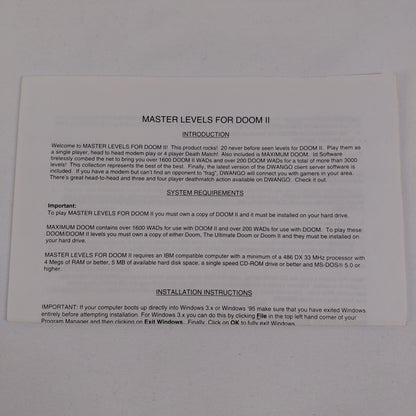 MASTER LEVELS FOR DOOM II
INTRODUCTION
Welcome to MASTER LEVELS FOR DOOM II! This product rocks! 20 never before seen levels for DOOM II. Play them as
a single player, head to head modem play or 4 player Death Match! Also included is MAXIMUM DOOM. Id Software
tirelessly combed the net to bring you over 1600 DOOM II WADs and over 200 DOOM WADs for a total of more than 3000
levels! This collection represents the best of the best. Finally, the latest version of the DWANGO client server software is
included. If you have a modem but can't find an opponent to "frag", DWANGO will connect you with gamers in your area.
There's great head-to-head and three and four player deathmatch action available on DWANGO. Check it out.
SYSTEM REQUIREMENTS
Important:
To play MASTER LEVELS FOR DOOM II you must own a copy of DOOM II and it must be installed on your hard drive.
MAXIMUM DOOM contains over 1600 WADs for use with DOOM II and over 200 WADs for use with DOOM. To play these
DOOM/DOOM II levels you must own a copy of either Doom, The Ultimate Doom or Doom II and they must be installed on
your hard drive.
MASTER LEVELS FOR DOOM II requires an IBM compatible computer with a minimum of a 486 DX 33 MHz processor with
4 Megs of RAM or better, 5 MB of available hard disk space, a single speed CD-ROM drive or better and MS-DOS® 5.0 or
higher.
INSTALLATION INSTRUCTIONS
IMPORTANT: If your computer boots up directly into Windows 3.x or Windows '95 make sure that you have exited Windows
entirely before attempting installation. For Windows 3.x you can do this by clicking File in the top left hand corner of your
Program Manager and then clicking on Exit Windows. Finally, Click on OK to fully exit Windows.